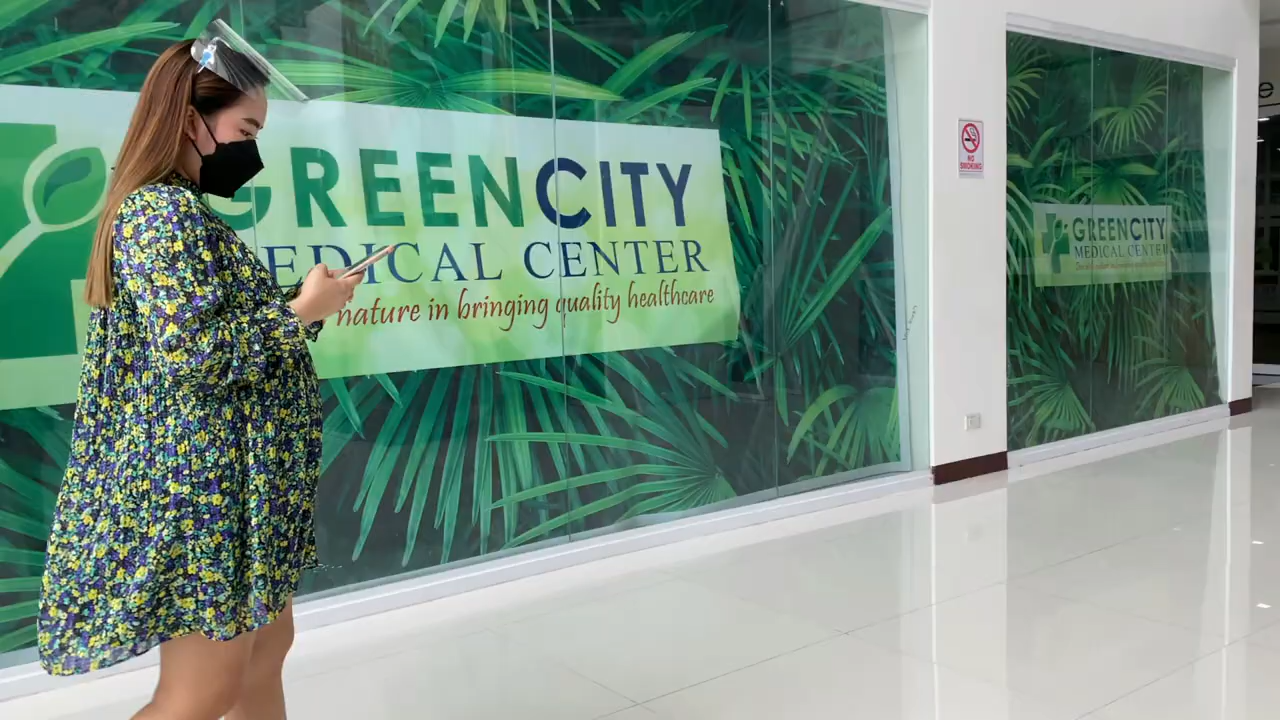 GREENCITY
MEDICAL CENTER
nature in bringing quality healthcare
NO
SMOKING
GREENCITY
MEDICAL CENTER